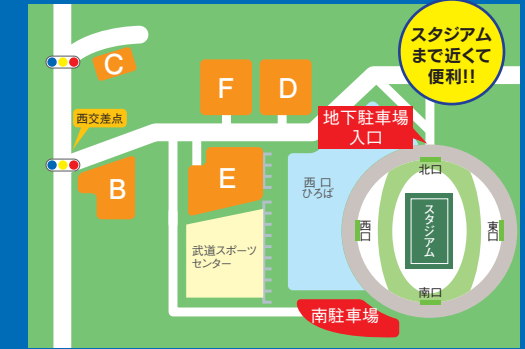 スタジアム
まで近くて
便利!!
C
F
D
地下駐車場
入口
西交差点
B
E
西口
ひろば
北口
西口
スタジアム
東口
南口
武道スポーツ
センター
南駐車場